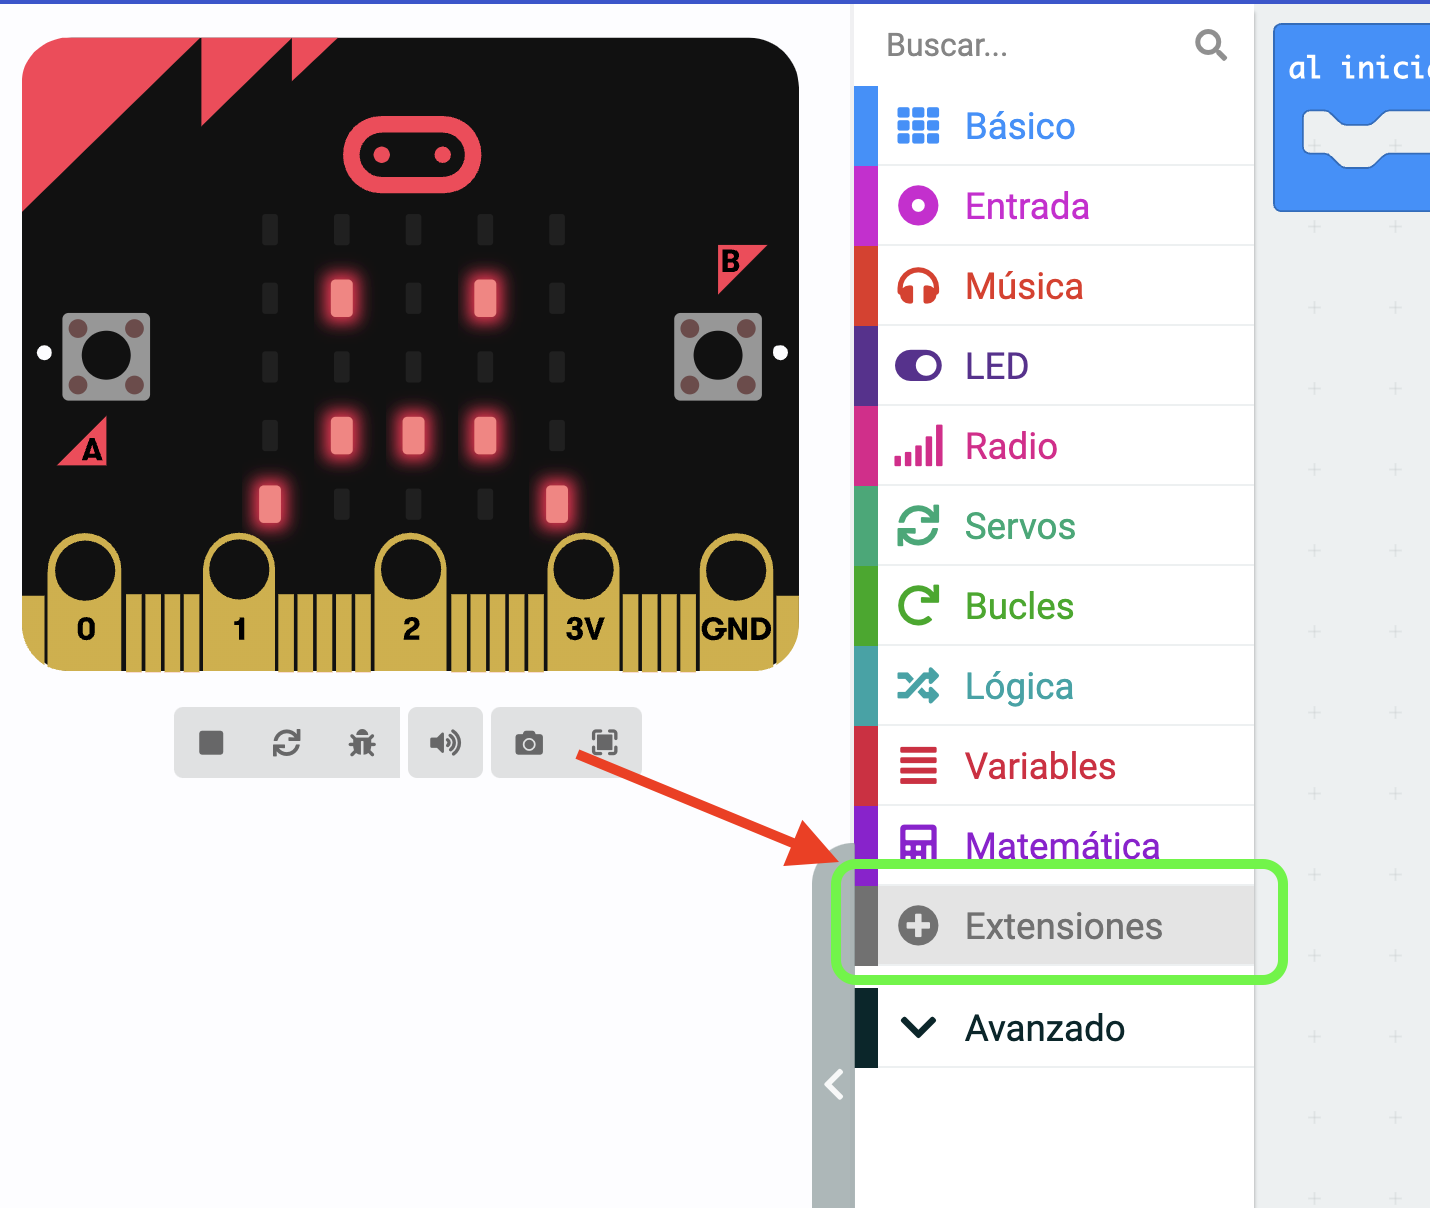 B
A
0 1 2 3V GND
Buscar...
Básico
Entrada
Música
LED
Radio
Servos
Bucles
Lógica
Variables
Matemática
Extensiones
Avanzado
al inici